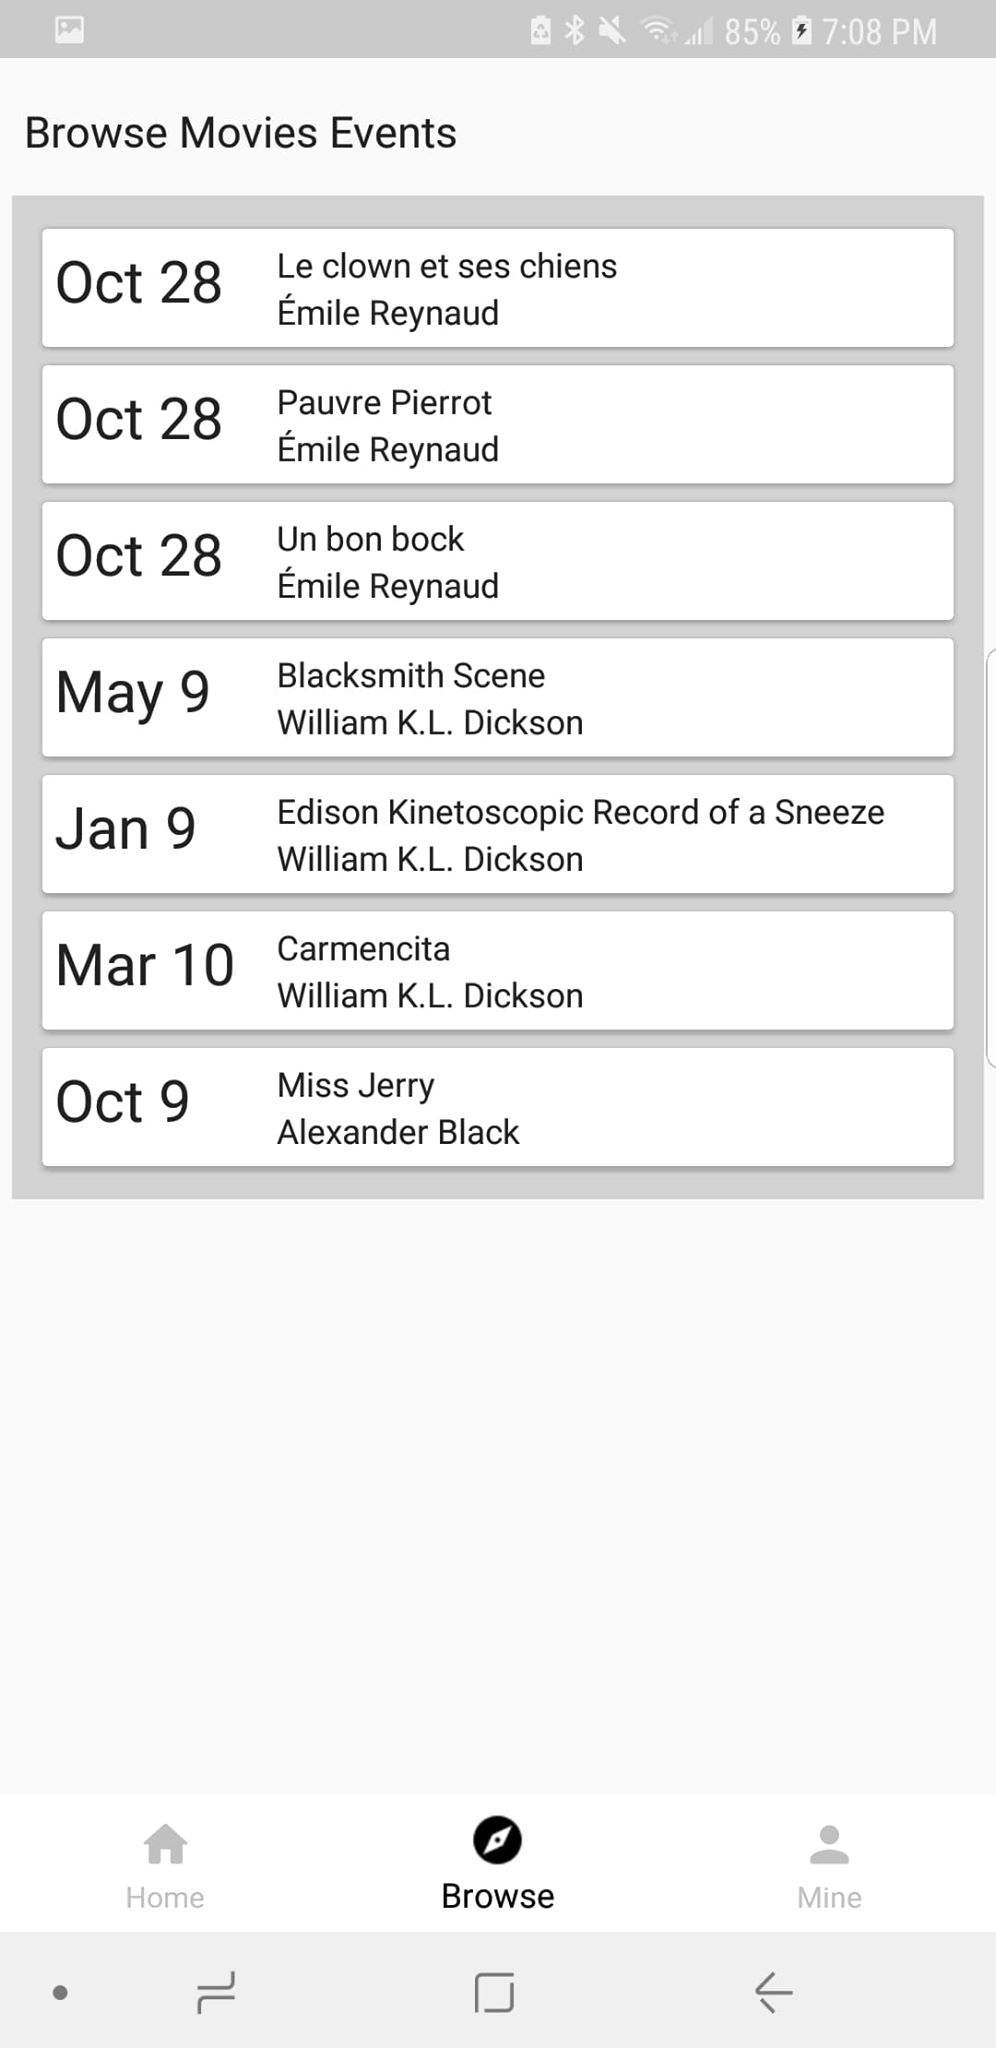 85% 7:08 PM
Browse Movies Events
Oct 28
Le clown et ses chiens
Émile Reynaud
Oct 28
Pauvre Pierrot
Émile Reynaud
Oct 28
Un bon bock
Émile Reynaud
May 9
Blacksmith Scene
William K.L. Dickson
Jan 9
Edison Kinetoscopic Record of a Sneeze
William K.L. Dickson
Mar 10
Carmencita
William K.L. Dickson
Oct 9
Miss Jerry
Alexander Black
Home
Browse
Mine